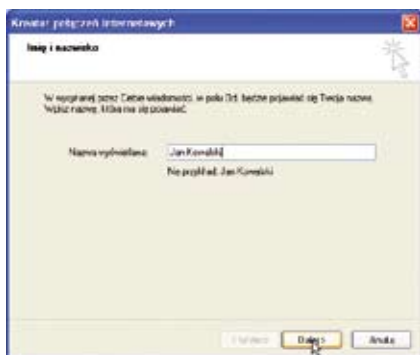 Kreator połączeń internetowych
Imię i nazwisko
W wysyłanej przez Ciebie wiadomości, w polu Od, będzie pojawiać się Twoja nazwa.
Wpisz nazwę, która ma się pojawiać.
Nazwa wyświetlana: Jan Kowalski
Na przykład: Jan Kowalski
Dalej > Anuluj